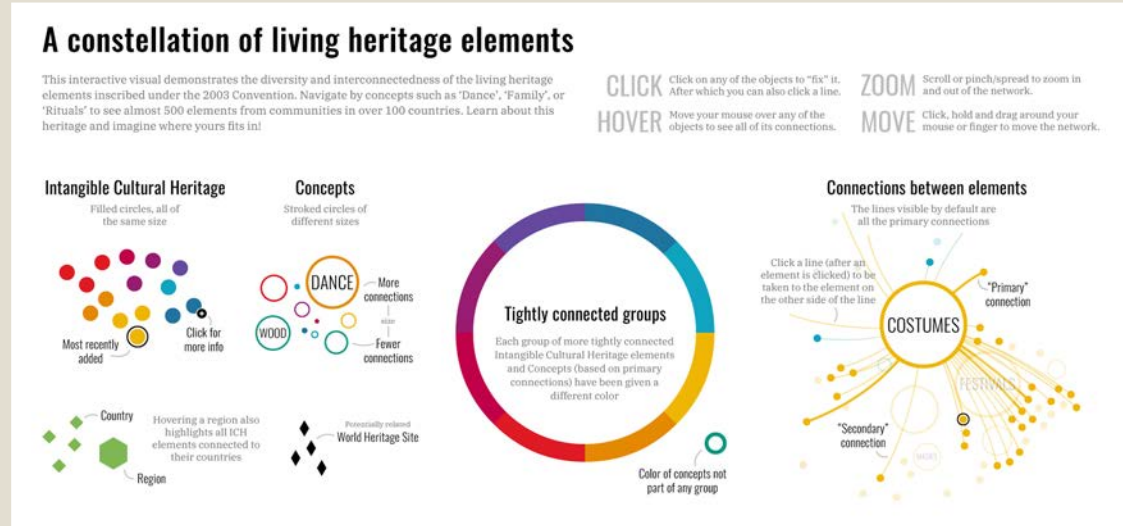 A constellation of living heritage elements
This interactive visual demonstrates the diversity and interconnectedness of the living heritage
elements inscribed under the 2003 Convention. Navigate by concepts such as 'Dance', 'Family', or
'Rituals' to see almost 500 elements from communities in over 100 countries. Learn about this
heritage and imagine where yours fits in!
CLICK
Click on any of the objects to "fix" it.
After which you can also click a line.
ZOOM
Scroll or pinch/spread to zoom in
and out of the network.
HOVER
Move your mouse over any of the
objects to see all of its connections.
MOVE
Click, hold and drag around your
mouse or finger to move the network.
Intangible Cultural Heritage
Filled circles, all of
the same size
Most recently
added
Click for
more info
Concepts
Stroked circles of
different sizes
DANCE
WOOD
More
connections
size
Fewer
connections
Country
Region
Hovering a region also
highlights all ICH
elements connected to
their countries
Potentially related
World Heritage Site
Tightly connected groups
Each group of more tightly connected
Intangible Cultural Heritage elements
and Concepts (based on primary
connections) have been given a
different color
Color of concepts not
part of any group
Connections between elements
The lines visible by default are
all the primary connections
Click a line (after an
element is clicked) to be
taken to the element on
the other side of the line
"Primary"
connection
COSTUMES
FESTIVALS
"Secondary"
connection
MASKS